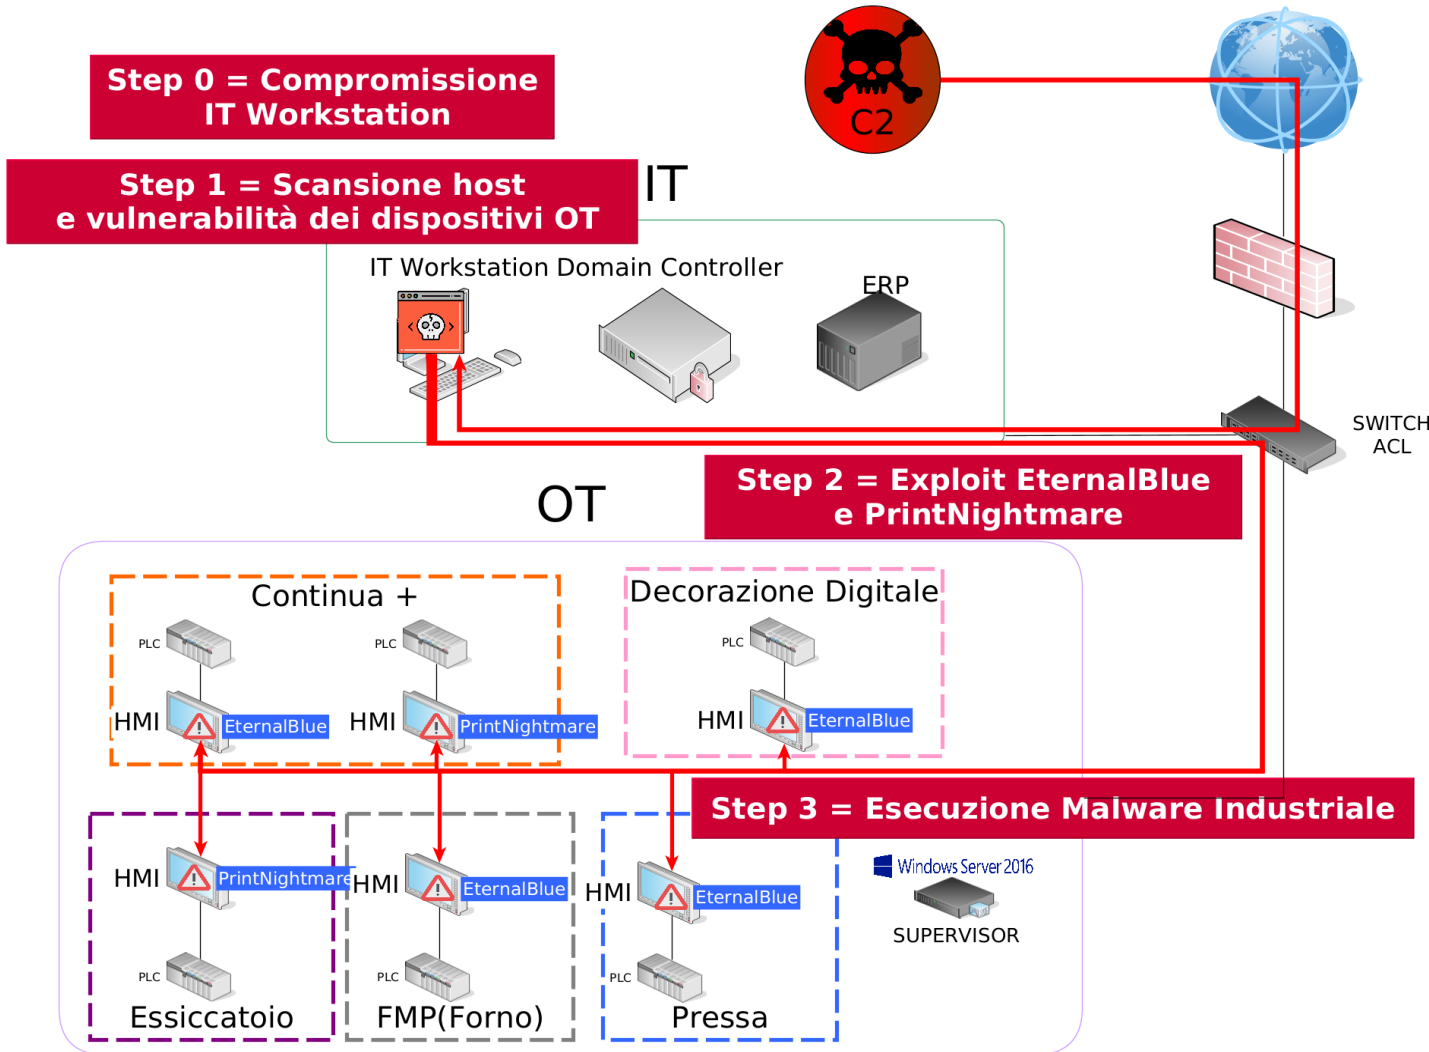 C2
Step 0 = Compromissione
IT Workstation
Step 1 = Scansione host
e vulnerabilità dei dispositivi OT
IT
IT Workstation
Domain Controller
ERP
SWITCH
ACL
Step 2 = Exploit EternalBlue
e PrintNightmare
OT
Continua +
PLC
PLC
HMI
EternalBlue
HMI
PrintNightmare
Decorazione Digitale
PLC
HMI
EternalBlue
Step 3 = Esecuzione Malware Industriale
HMI
PrintNightmare
PLC
Essiccatoio
HMI
EternalBlue
PLC
FMP(Forno)
HMI
EternalBlue
PLC
Pressa
Windows Server 2016
SUPERVISOR